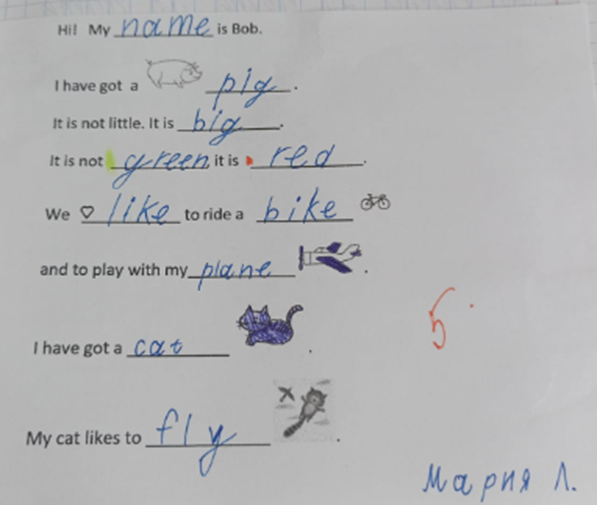 Hi! My name is Bob.
I have got a pig.
It is not little. It is big.
It is not green, it is red.
We like to ride a bike
and to play with my plane.
5.
I have got a cat.
My cat likes to fly.
Мария Л.